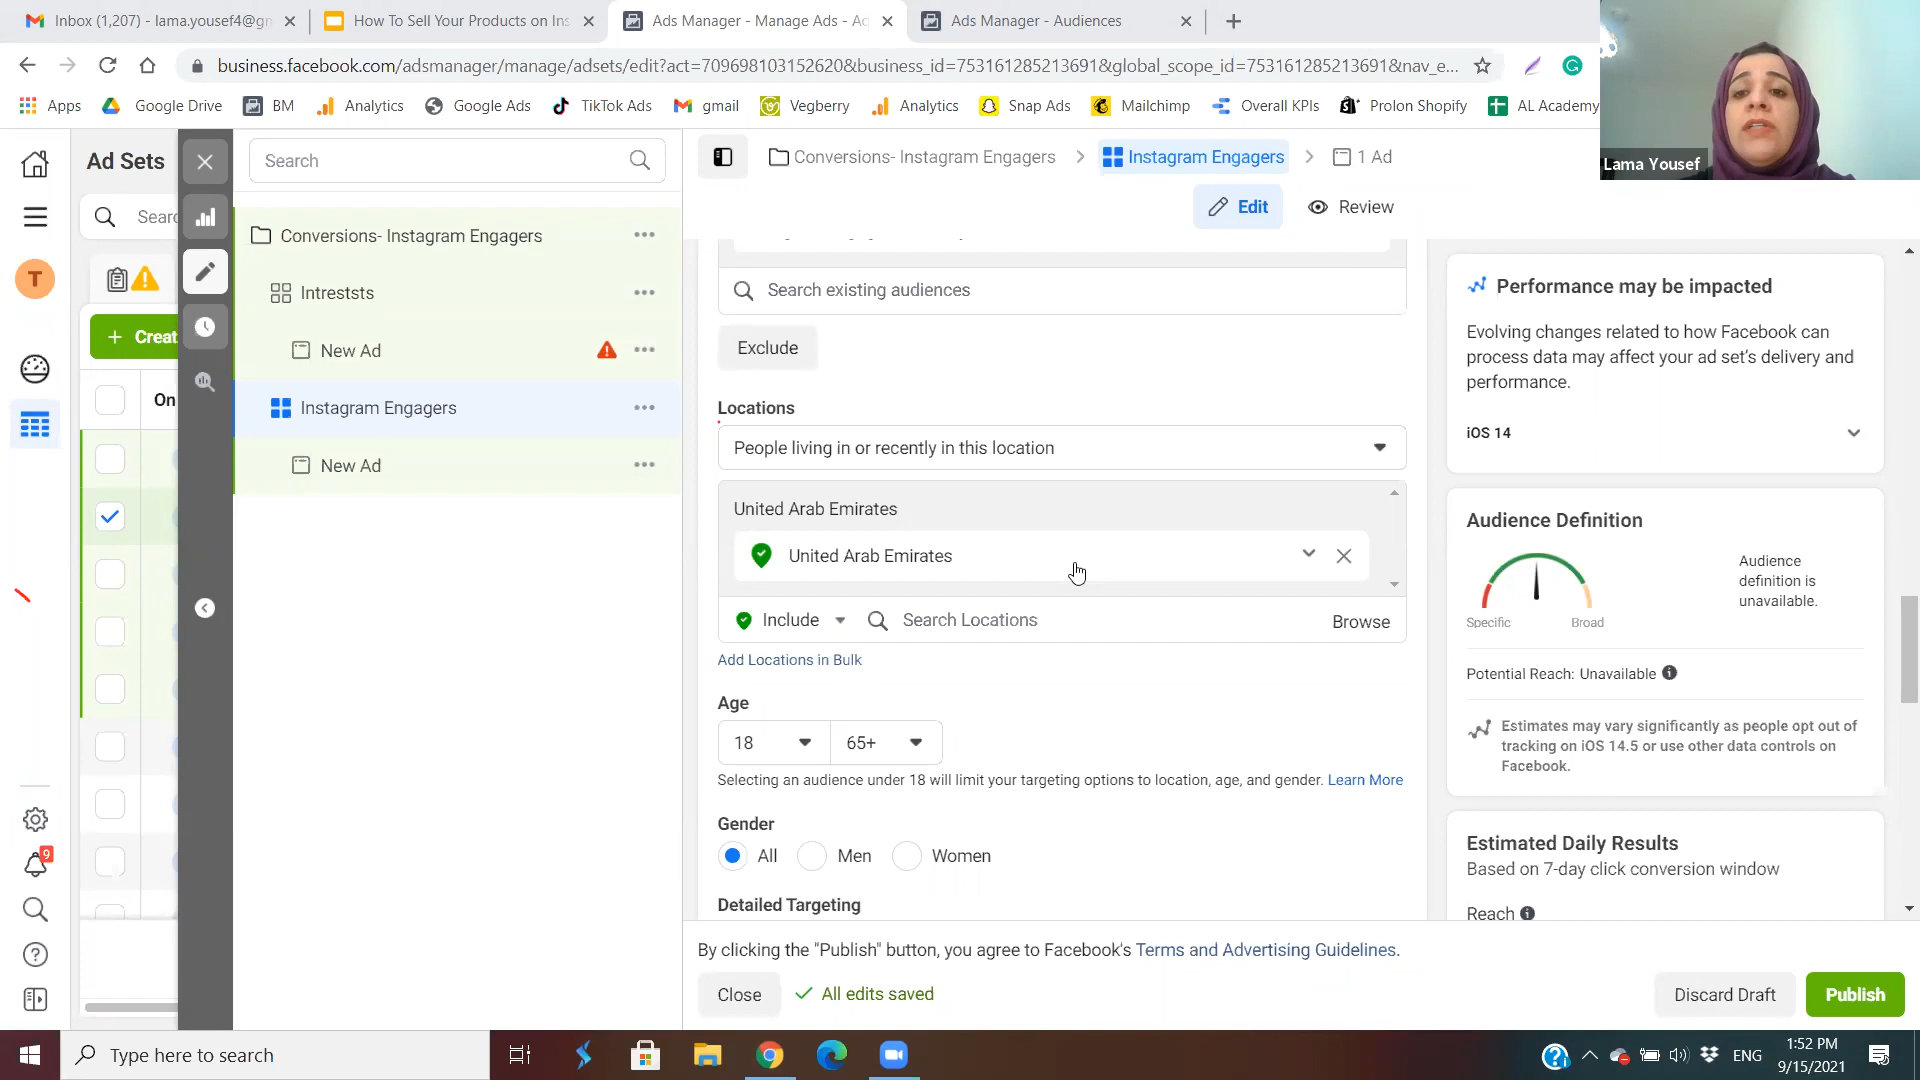 Inbox (1,207) - lama.yousef4@gm
How To Sell Your Products on Ins
Ads Manager - Manage Ads - Ac
Ads Manager - Audiences
business.facebook.com/adsmanager/manage/adsets/edit?act=709698103152620&business_id=753161285213691&global_scope_id=753161285213691&nav_e...
Apps
Google Drive
BM
Analytics
Google Ads
TikTok Ads
gmail
Vegberry
Analytics
Snap Ads
Mailchimp
Overall KPIs
Prolon Shopify
AL Academy
Lama Yousef
Ad Sets
Search
Conversions- Instagram Engagers
Instagram Engagers
1 Ad
Edit
Review
T
Sear
Creat
On
9
Conversions- Instagram Engagers
Intreststs
New Ad
Instagram Engagers
New Ad
Search existing audiences
Exclude
Locations
People living in or recently in this location
United Arab Emirates
United Arab Emirates
Include
Search Locations
Browse
Add Locations in Bulk
Age
18
65+
Selecting an audience under 18 will limit your targeting options to location, age, and gender. Learn More
Gender
All
Men
Women
Detailed Targeting
Performance may be impacted
Evolving changes related to how Facebook can
process data may affect your ad set's delivery and
performance.
iOS 14
Audience Definition
Audience
definition is
unavailable.
Specific
Broad
Potential Reach: Unavailable
Estimates may vary significantly as people opt out of
tracking on iOS 14.5 or use other data controls on
Facebook.
Estimated Daily Results
Based on 7-day click conversion window
Reach
By clicking the "Publish" button, you agree to Facebook's Terms and Advertising Guidelines.
Close
All edits saved
Discard Draft
Publish
Type here to search
ENG
1:52 PM
9/15/2021